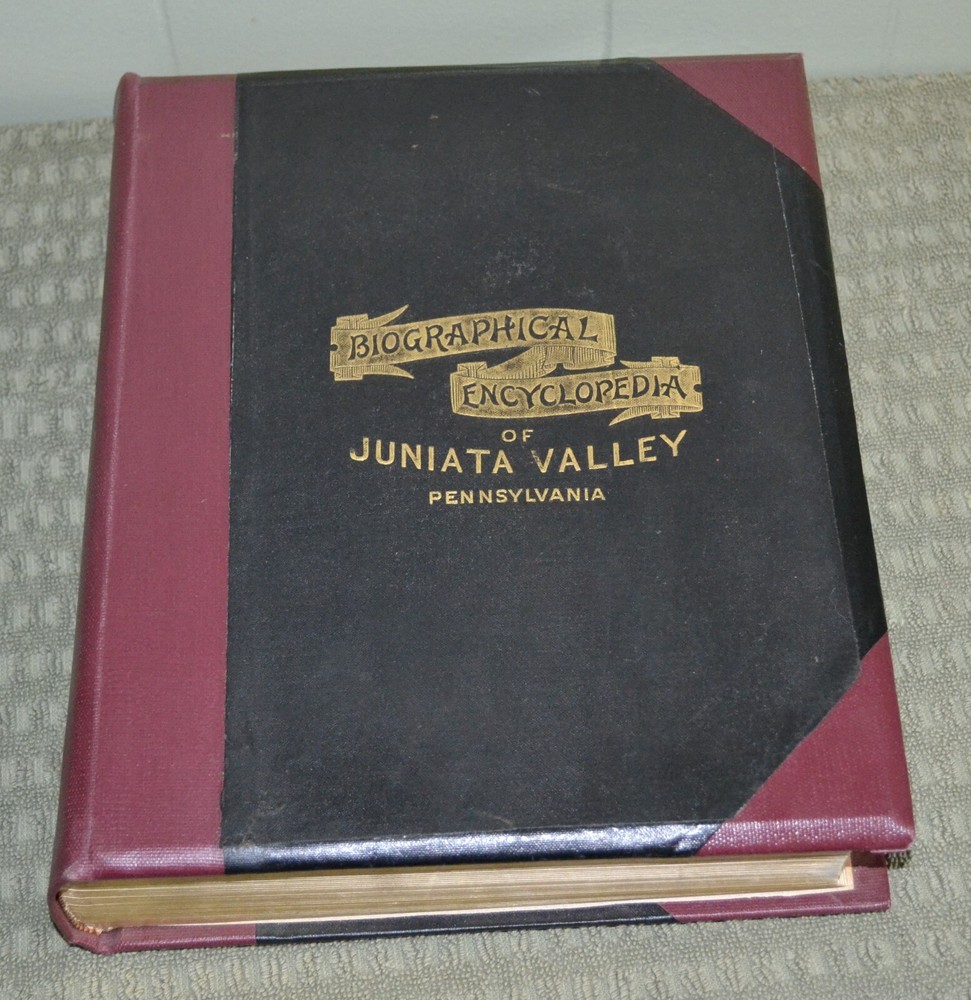 BIOGRAPHICAL
ENCYCLOPEDIA
OF
JUNIATA VALLEY
PENNSYLVANIA